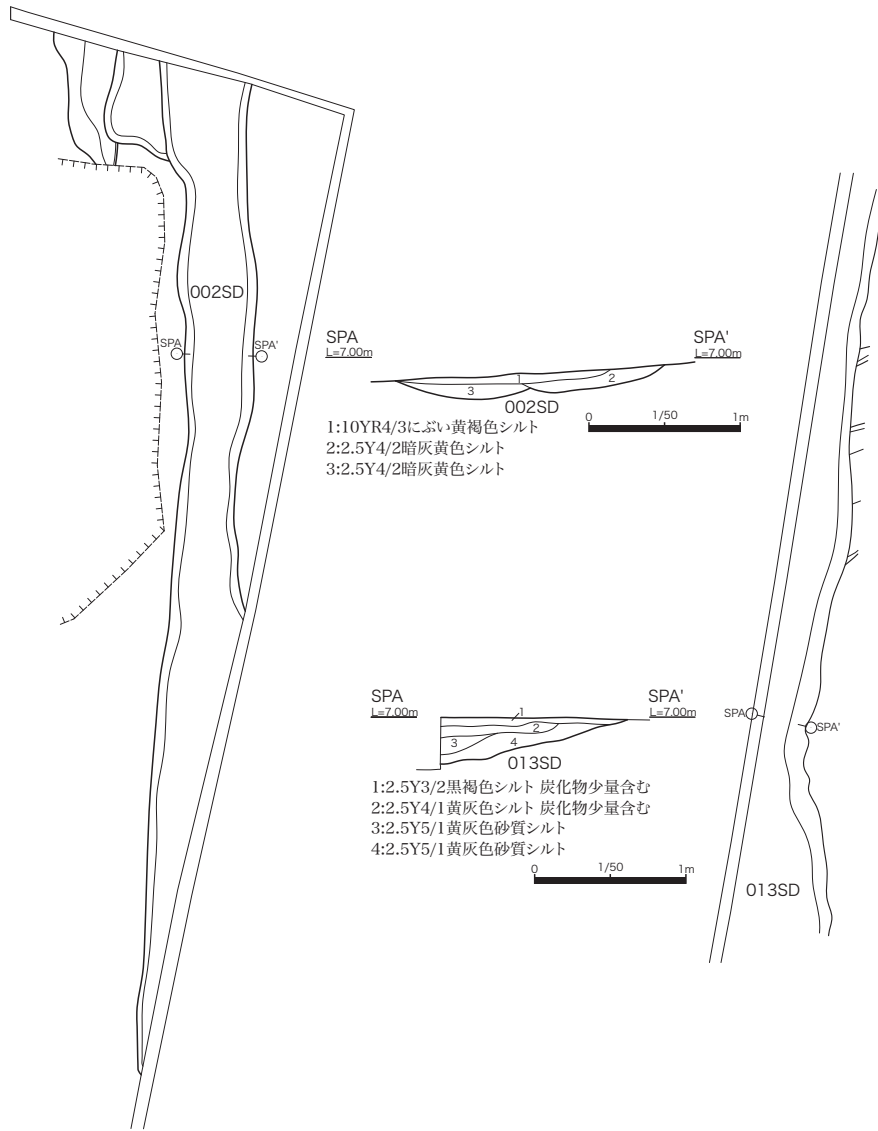 002SD
SPA
SPA'
SPA
L=7.00m
SPA'
L=7.00m
1
2
3
002SD
1:10YR4/3にぶい黄褐色シルト
2:2.5Y4/2暗灰黄色シルト
3:2.5Y4/2暗灰黄色シルト
0 1/50 1m
SPA
L=7.00m
SPA'
L=7.00m
1
2
3
4
013SD
1:2.5Y3/2黒褐色シルト 炭化物少量含む
2:2.5Y4/1黄灰色シルト 炭化物少量含む
3:2.5Y5/1黄灰色砂質シルト
4:2.5Y5/1黄灰色砂質シルト
0 1/50 1m
SPA
SPA'
013SD